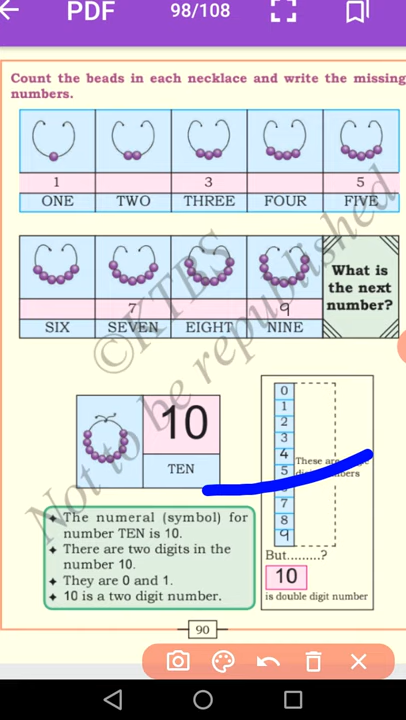 PDF
98/108
Count the beads in each necklace and write the missing
numbers.
1 3 5
ONE TWO THREE FOUR FIVE
7 9
SIX SEVEN EIGHT NINE
What is
the next
number?
10
TEN
0
1
2
3
4
5
7
8
9
These are
But.........?
10
is double digit number
✦ The numeral (symbol) for
number TEN is 10.
✦ There are two digits in the
number 10.
✦ They are 0 and 1.
✦ 10 is a two digit number.
©KTBS
Not to be republished
90